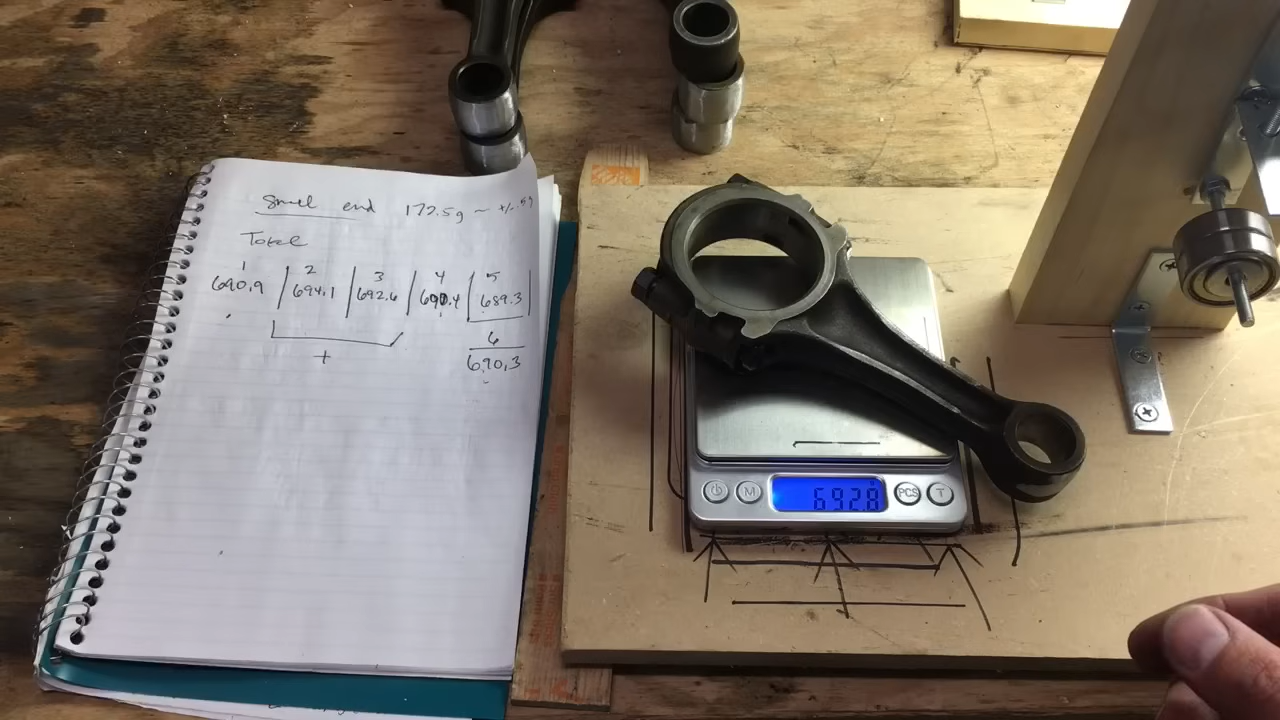 Small end 172.5g ~ +/- .5g
Total
1 2 3 4 5
690.9 | 694.1 | 692.6 | 690.4 | 689.3 |
+
6
690.3
692.8
M PCS T